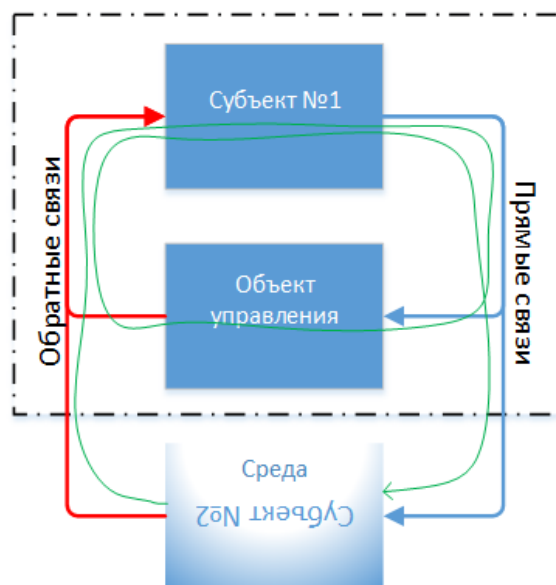 Субъект №1
Обратные связи
Прямые связи
Объект
управления
Среда
Субъект №2